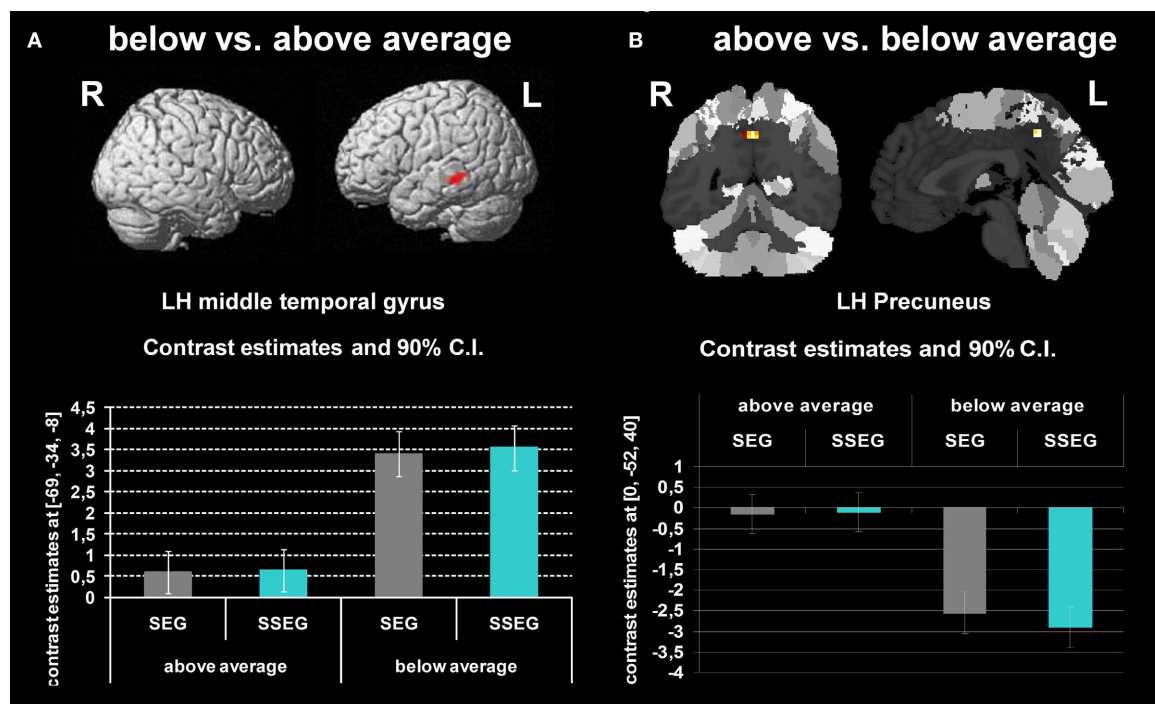 A
below vs. above average
R
L
LH middle temporal gyrus
Contrast estimates and 90% C.I.
contrast estimates at [-69, -34, -8]
4,5
4
3,5
3
2,5
2
1,5
1
0,5
0
SEG SSEG SEG SSEG
above average below average
B
above vs. below average
R
L
LH Precuneus
Contrast estimates and 90% C.I.
contrast estimates at [0, -52, 40]
above average below average
SEG SSEG SEG SSEG
1
0,5
0
-0,5
-1
-1,5
-2
-2,5
-3
-3,5
-4